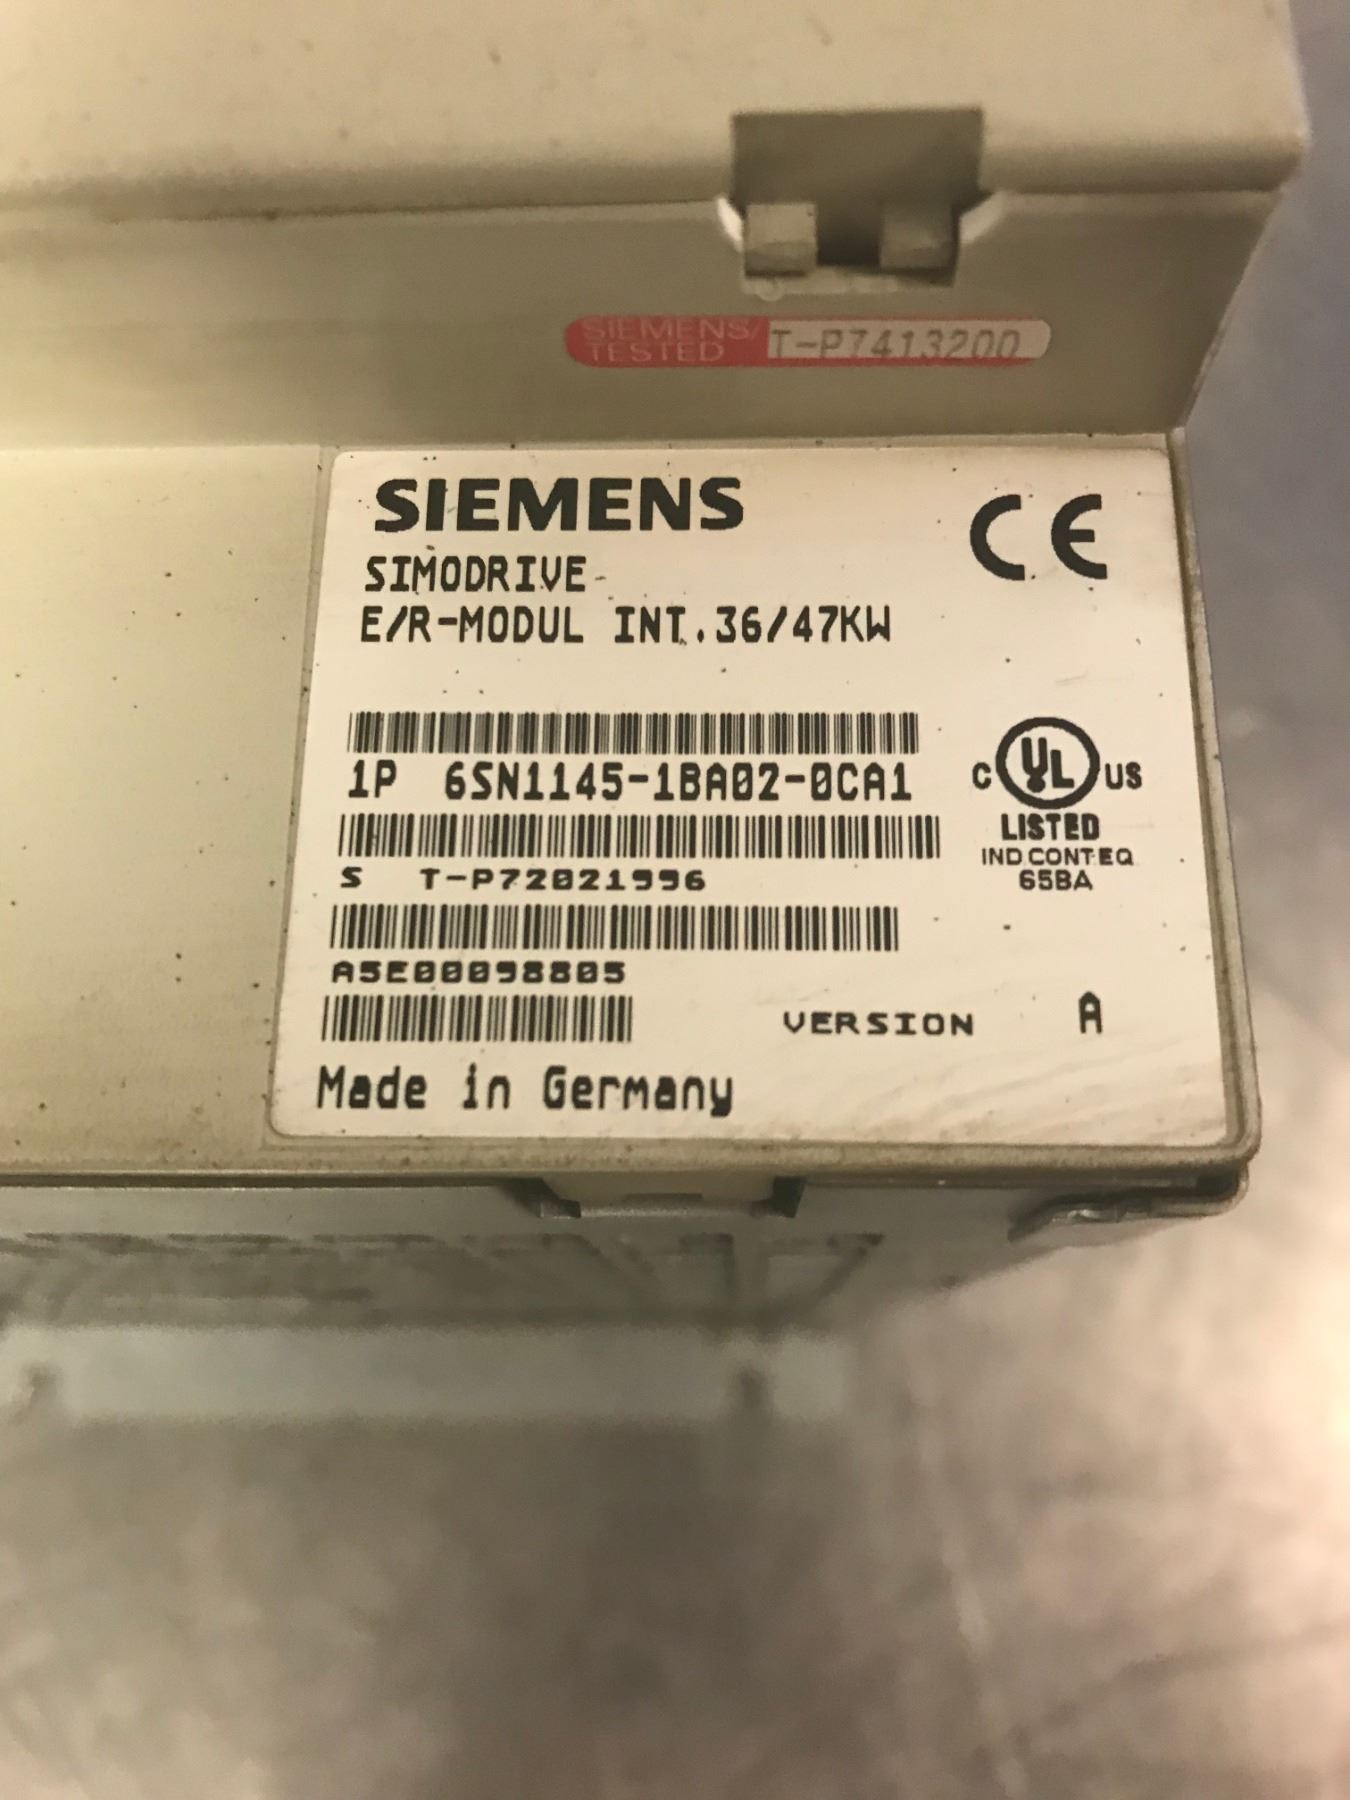 SIEMENS/ T-P7413200
TESTED
SIEMENS
CE
SIMODRIVE
E/R-MODUL INT.36/47KW
1P 6SN1145-1BA02-0CA1
C UL US
LISTED
IND.CONT.EQ
65BA
S T-P72021996
A5E00098805
VERSION A
Made in Germany